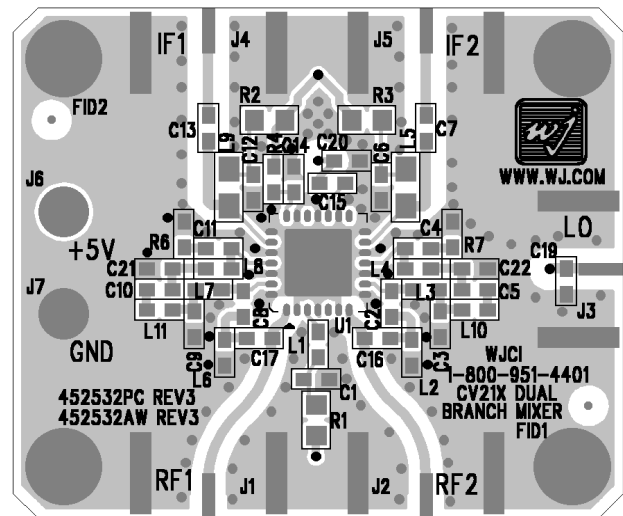 IF1
J4
J5
IF2
FID2
R2
R3
C13
L9
C12
R4
C14
C20
C6
L5
C7
wj
WWW.WJ.COM
J6
C15
+5V
R6
C11
C4
R7
LO
C21
L8
L4
C22
C19
J7
C10
L7
L3
C5
J3
L11
C8
U1
C2
L10
GND
C9
L6
C17
L1
C16
L2
C3
WJCI
1-800-951-4401
CV21X DUAL
BRANCH MIXER
FID1
452532PC REV3
452532AW REV3
C1
R1
RF1
J1
J2
RF2